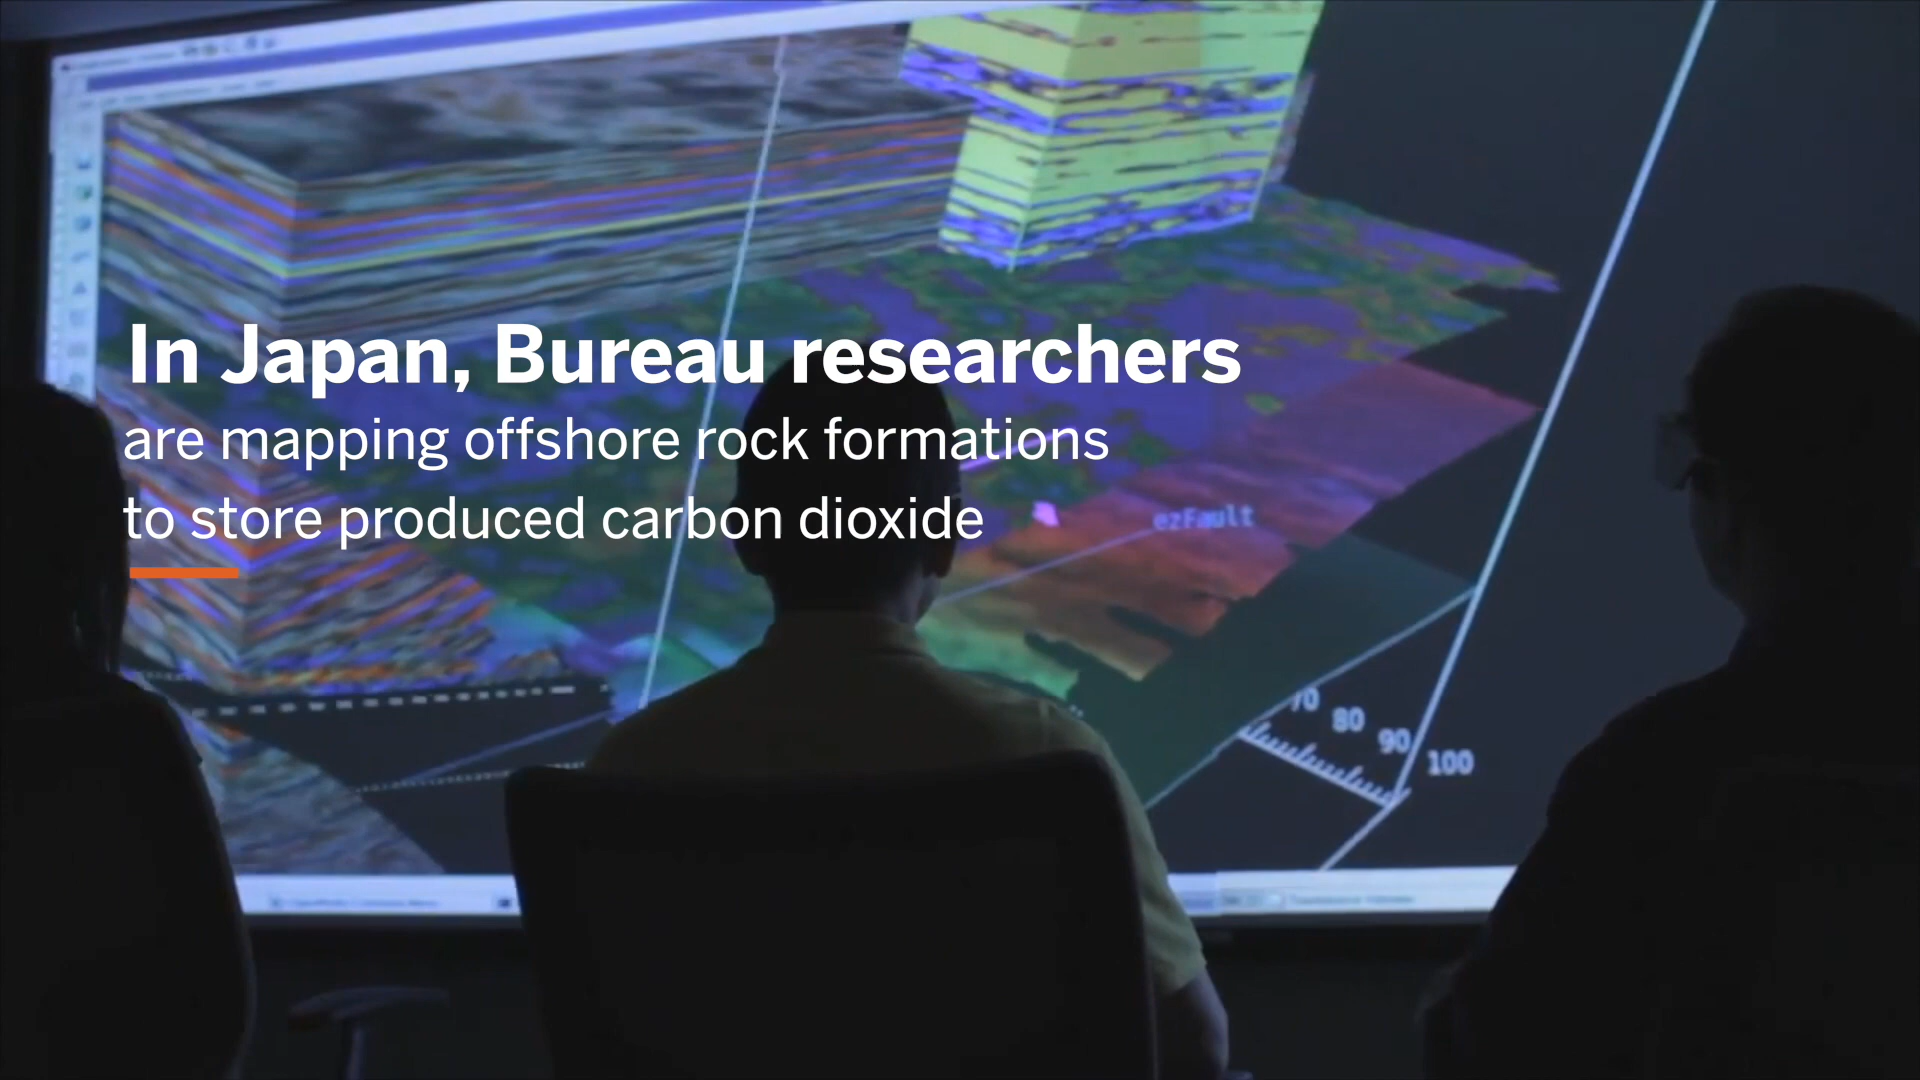 In Japan, Bureau researchers
are mapping offshore rock formations
to store produced carbon dioxide
ezFault
70
80
90
100